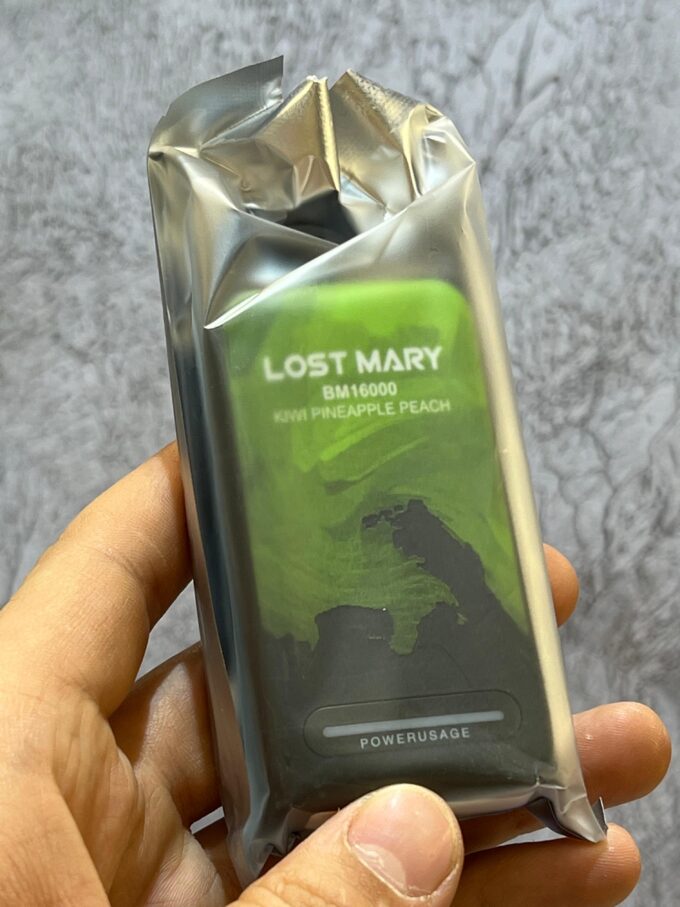 LOST MARY
BM16000
KIWI PINEAPPLE PEACH
POWERUSAGE